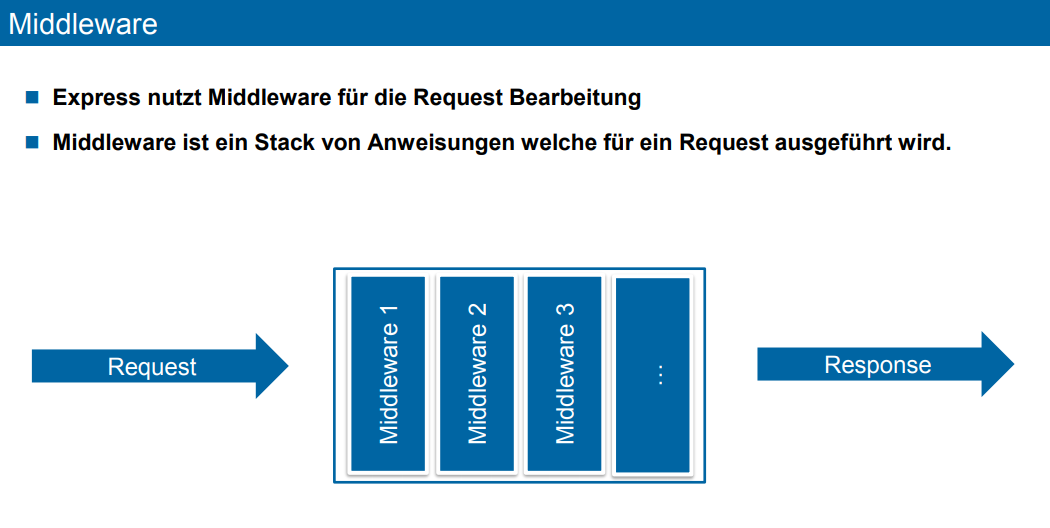 Middleware
Express nutzt Middleware für die Request Bearbeitung
Middleware ist ein Stack von Anweisungen welche für ein Request ausgeführt wird.
Request
Middleware 1
Middleware 2
Middleware 3
...
Response